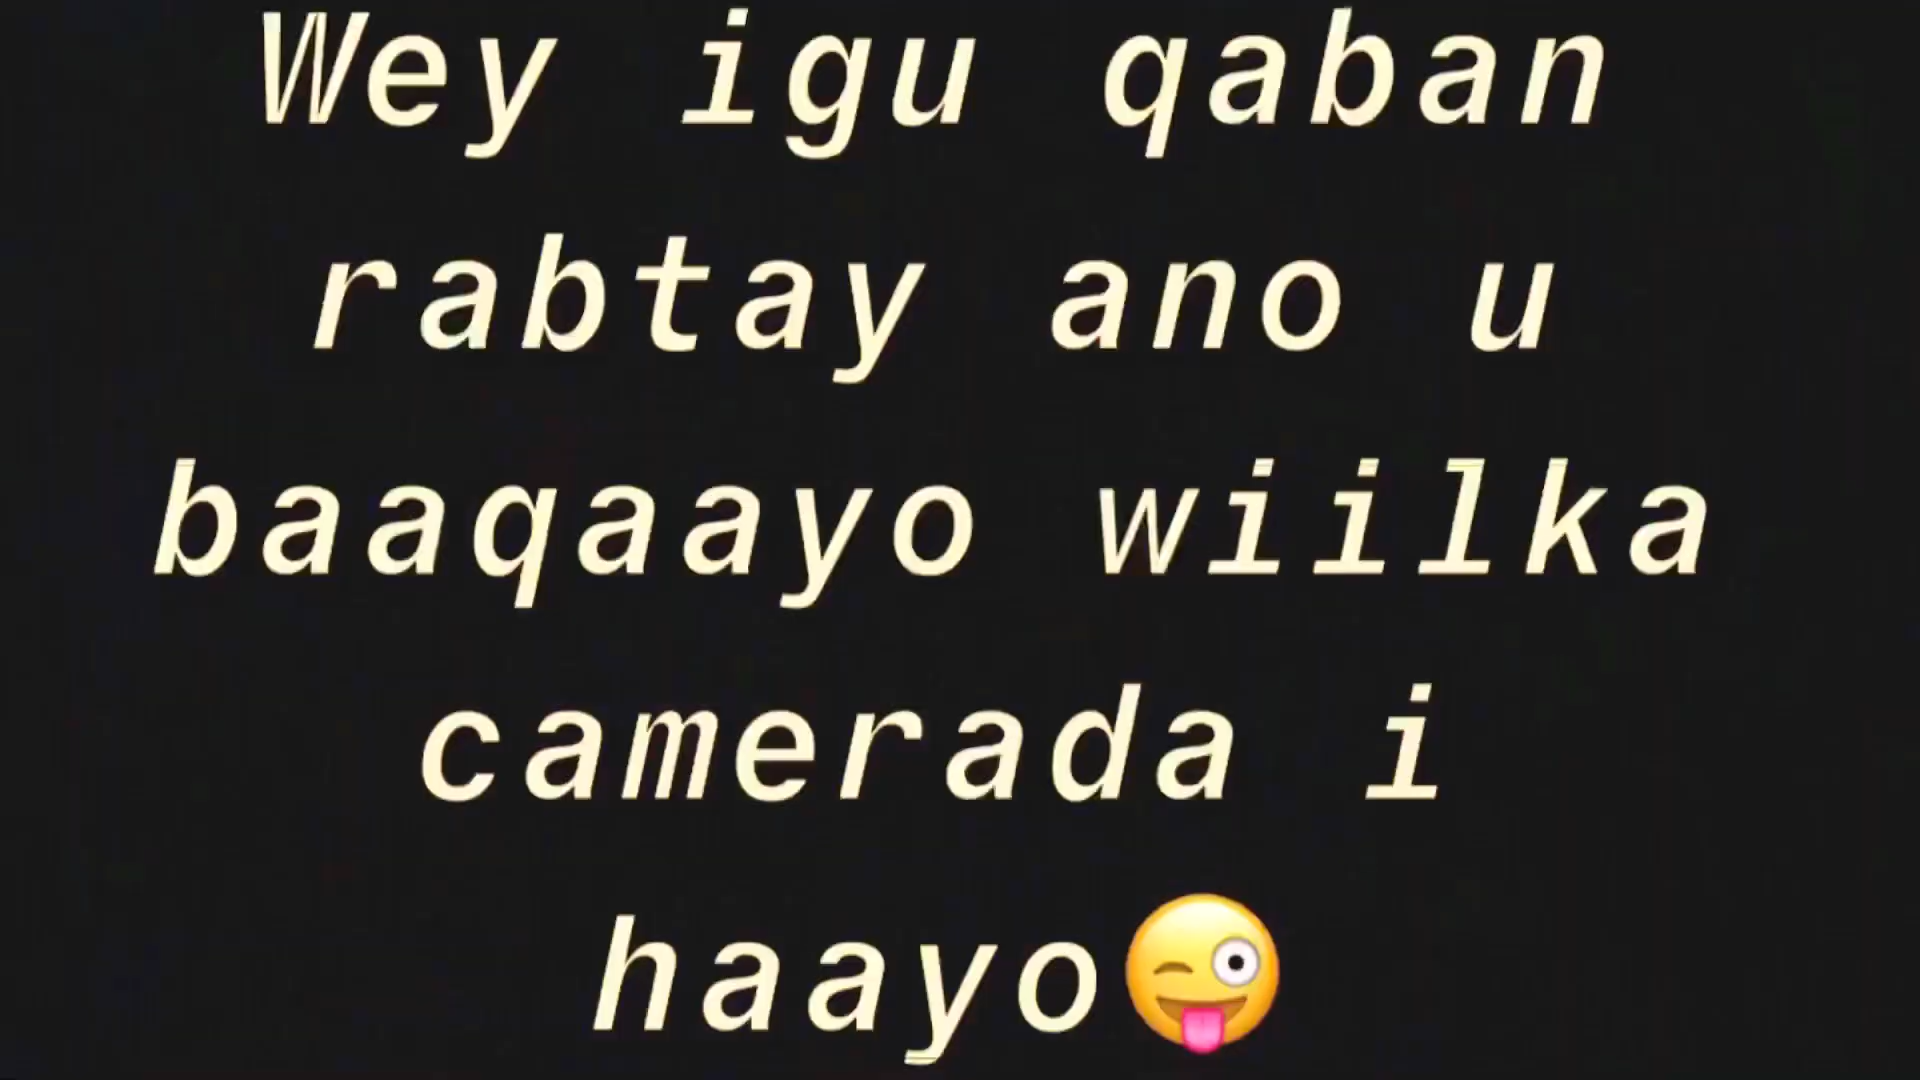 Wey igu qaban
rabtay ano u
baaqaayo wiilka
camerada i
haayo😜